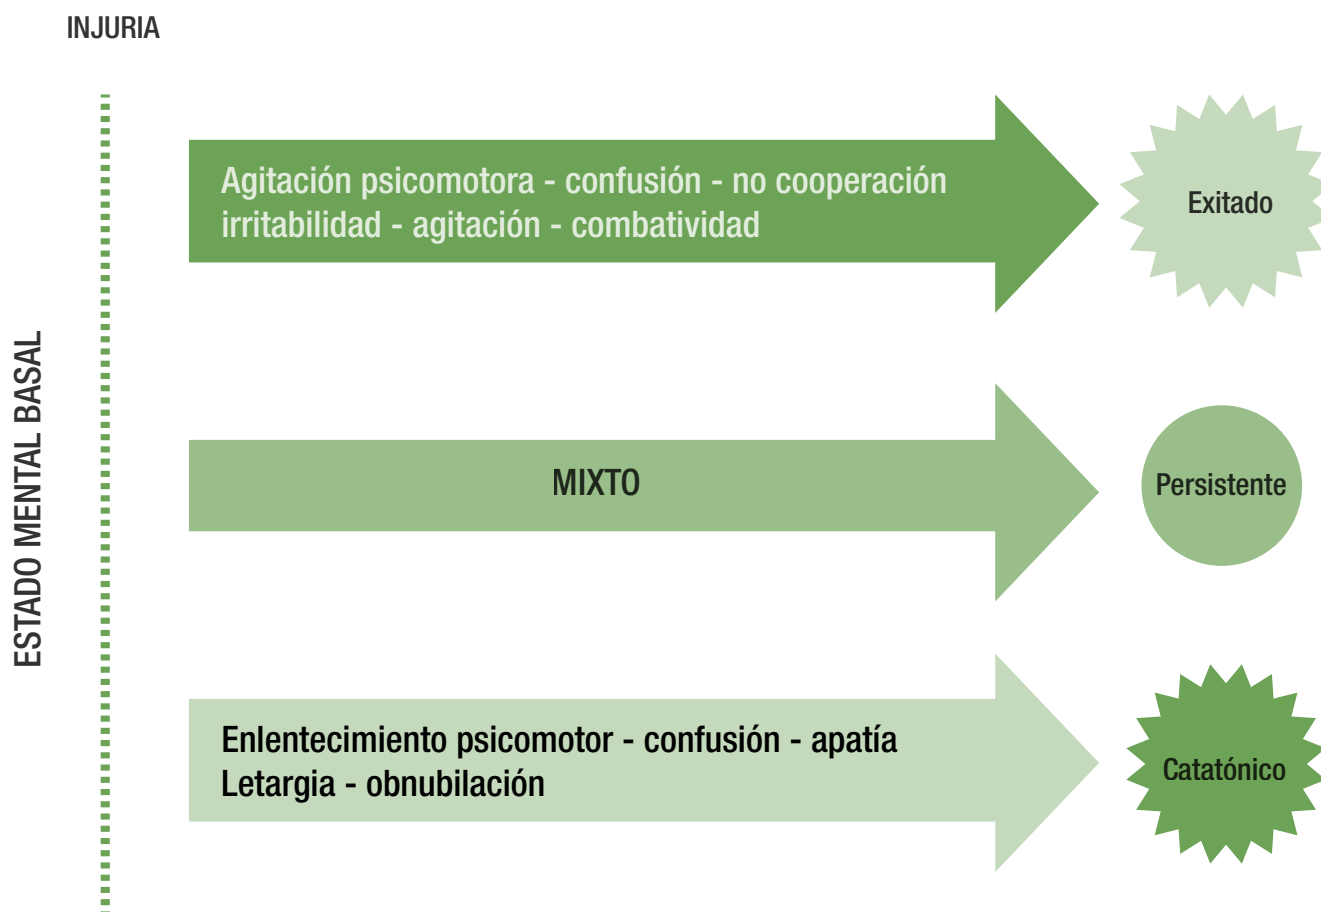 INJURIA
ESTADO MENTAL BASAL
Agitación psicomotora - confusión - no cooperación
irritabilidad - agitación - combatividad
Exitado
MIXTO
Persistente
Enlentecimiento psicomotor - confusión - apatía
Letargia - obnubilación
Catatónico